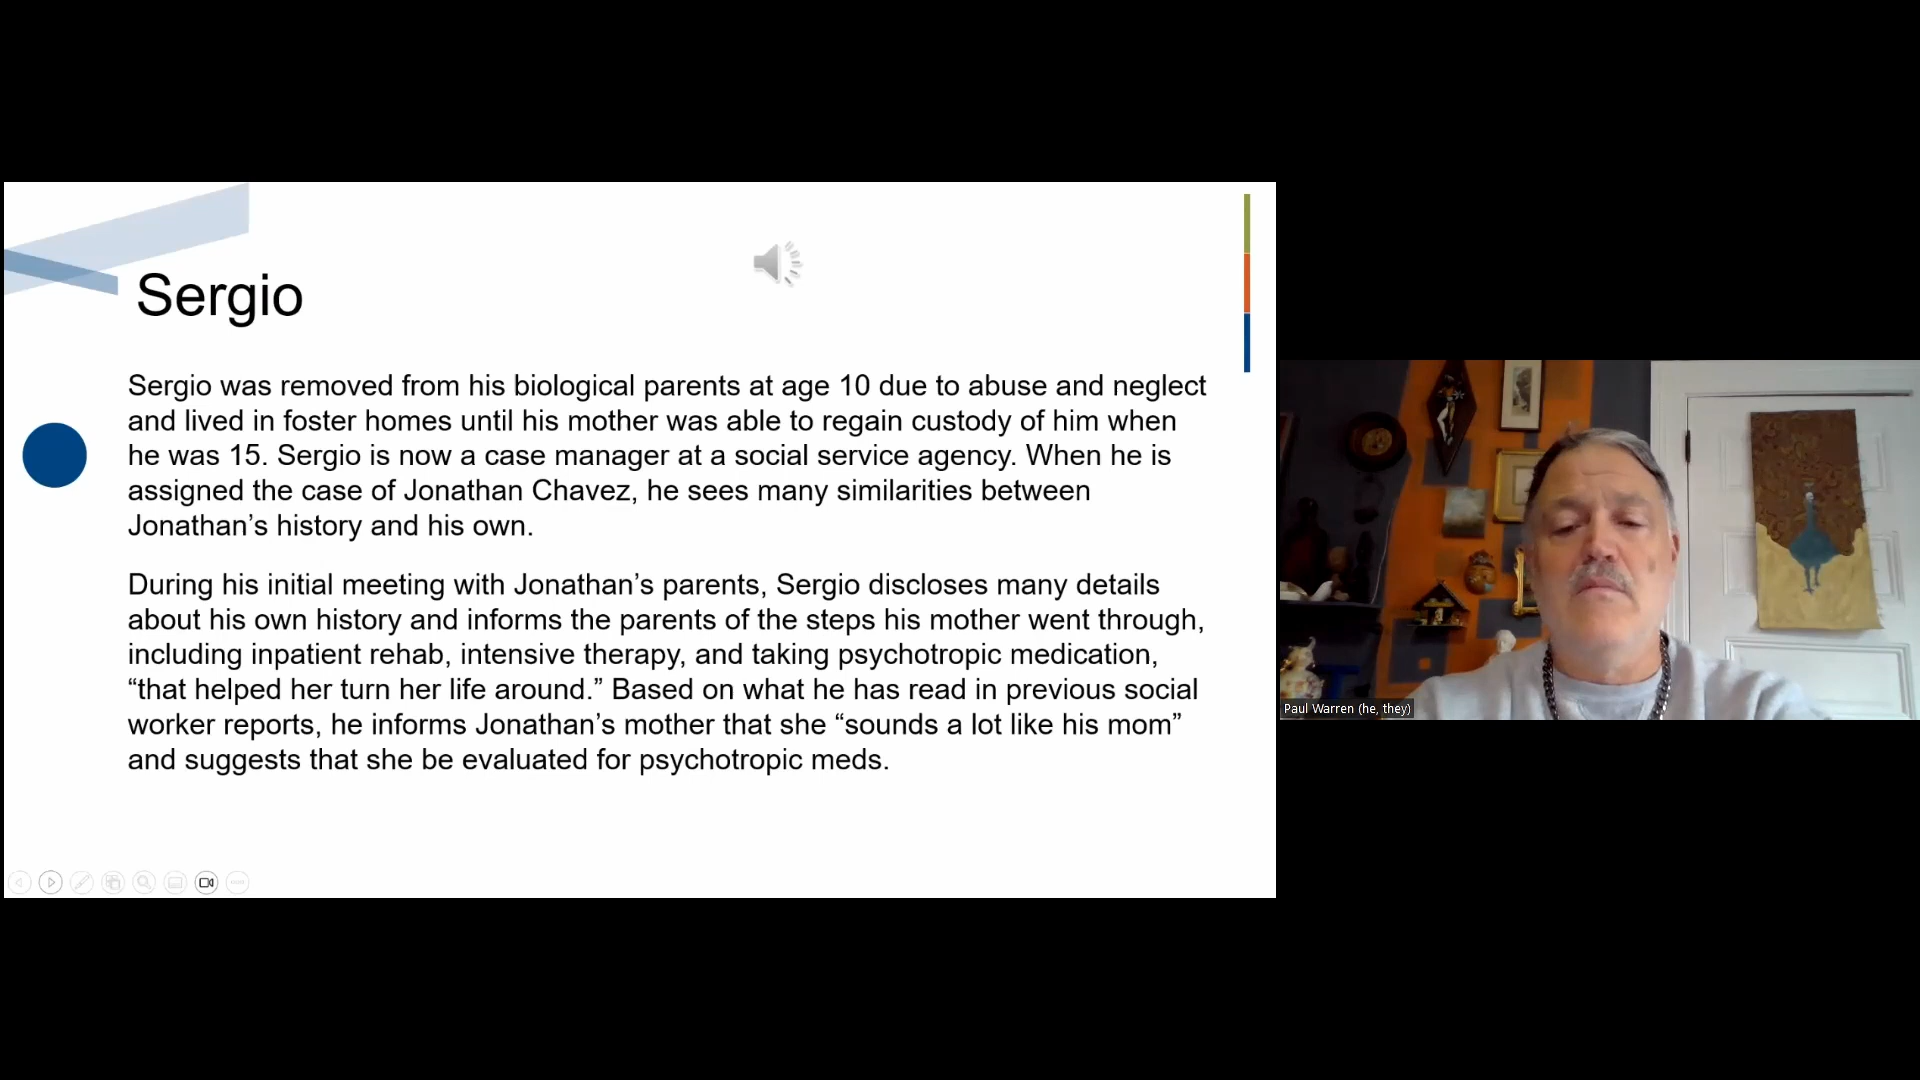 Sergio
Sergio was removed from his biological parents at age 10 due to abuse and neglect
and lived in foster homes until his mother was able to regain custody of him when
he was 15. Sergio is now a case manager at a social service agency. When he is
assigned the case of Jonathan Chavez, he sees many similarities between
Jonathan’s history and his own.
During his initial meeting with Jonathan’s parents, Sergio discloses many details
about his own history and informs the parents of the steps his mother went through,
including inpatient rehab, intensive therapy, and taking psychotropic medication,
“that helped her turn her life around.” Based on what he has read in previous social
worker reports, he informs Jonathan’s mother that she “sounds a lot like his mom”
and suggests that she be evaluated for psychotropic meds.
Paul Warren (he, they)